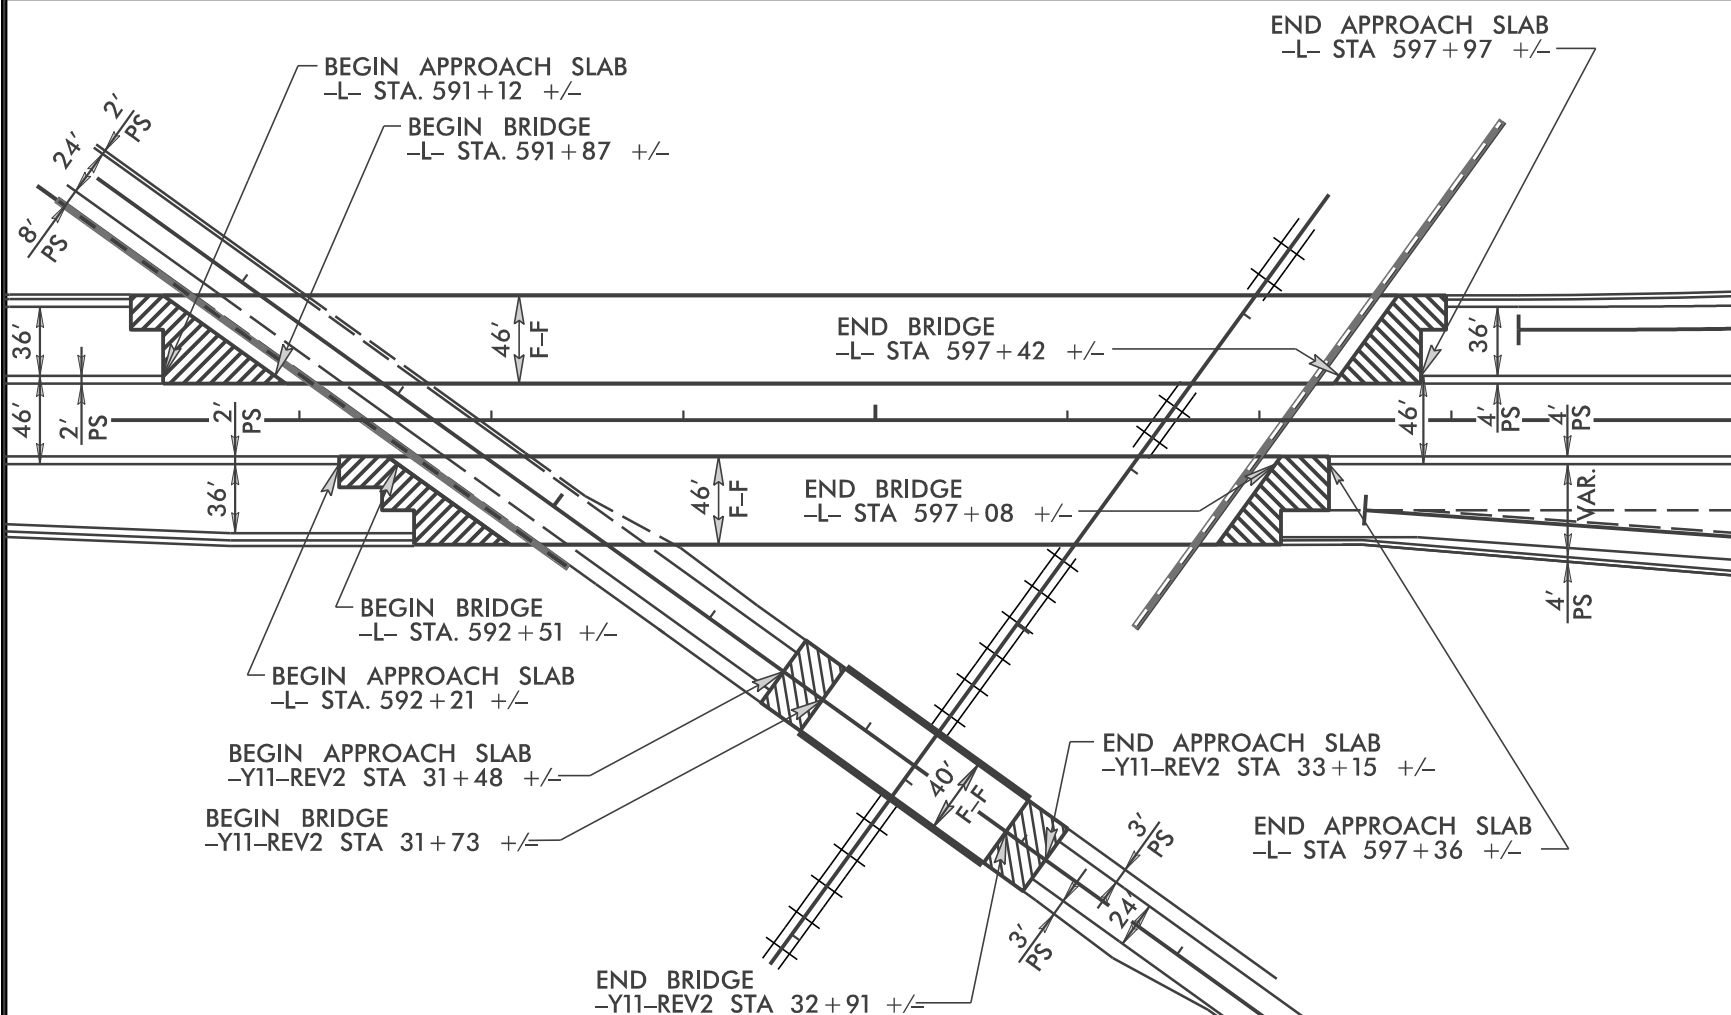 END APPROACH SLAB
-L- STA 597+97 +/-
BEGIN APPROACH SLAB
-L- STA. 591+12 +/-
BEGIN BRIDGE
-L- STA. 591+87 +/-
2'
PS
24'
8'
PS
36'
46'
F-F
END BRIDGE
-L- STA 597+42 +/-
36'
46'
2'
PS
2'
PS
46'
4'
PS
4'
PS
36'
46'
F-F
END BRIDGE
-L- STA 597+08 +/-
VAR.
4'
PS
BEGIN BRIDGE
-L- STA. 592+51 +/-
BEGIN APPROACH SLAB
-L- STA. 592+21 +/-
BEGIN APPROACH SLAB
-Y11-REV2 STA 31+48 +/-
BEGIN BRIDGE
-Y11-REV2 STA 31+73 +/-
40'
F-F
END APPROACH SLAB
-Y11-REV2 STA 33+15 +/-
END APPROACH SLAB
-L- STA 597+36 +/-
3'
PS
24'
3'
PS
END BRIDGE
-Y11-REV2 STA 32+91 +/-